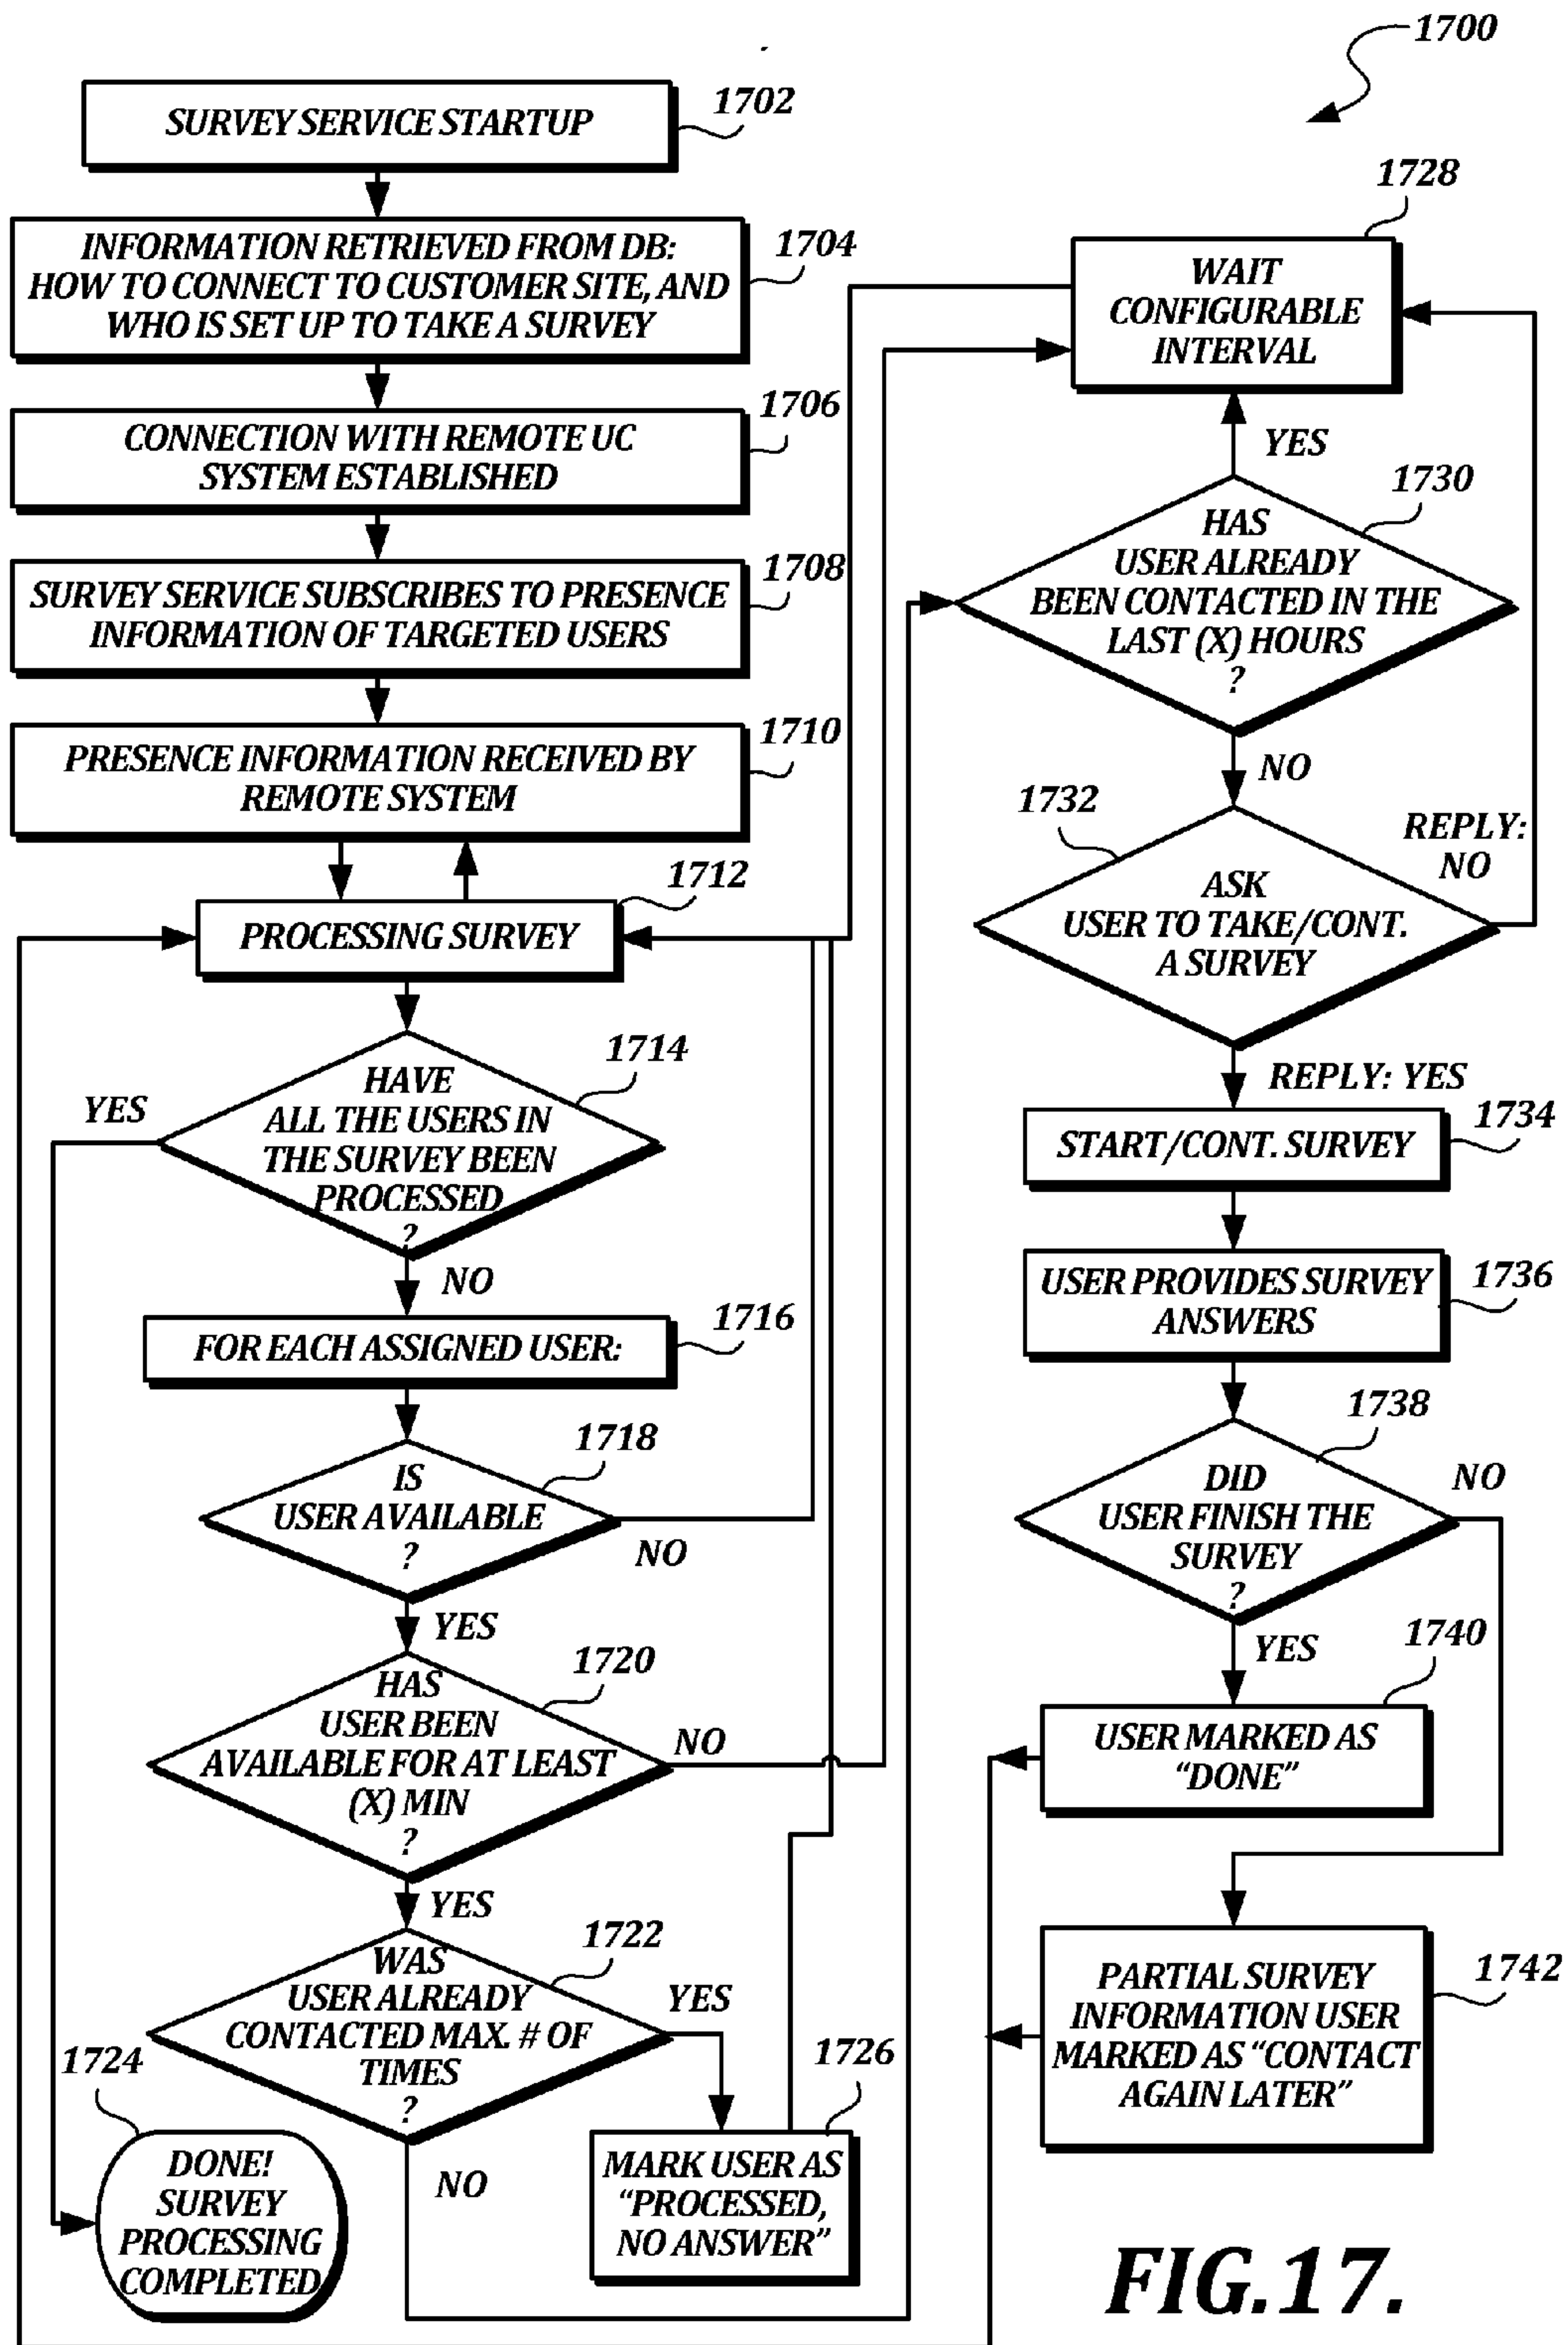 1700
SURVEY SERVICE STARTUP
1702
INFORMATION RETRIEVED FROM DB:
HOW TO CONNECT TO CUSTOMER SITE, AND
WHO IS SET UP TO TAKE A SURVEY
1704
CONNECTION WITH REMOTE UC
SYSTEM ESTABLISHED
1706
SURVEY SERVICE SUBSCRIBES TO PRESENCE
INFORMATION OF TARGETED USERS
1708
PRESENCE INFORMATION RECEIVED BY
REMOTE SYSTEM
1710
PROCESSING SURVEY
1712
HAVE
ALL THE USERS IN
THE SURVEY BEEN
PROCESSED
?
1714
YES
NO
FOR EACH ASSIGNED USER:
1716
IS
USER AVAILABLE
?
1718
NO
YES
HAS
USER BEEN
AVAILABLE FOR AT LEAST
(X) MIN
?
1720
NO
YES
WAS
USER ALREADY
CONTACTED MAX. # OF
TIMES
?
1722
YES
NO
1724
DONE!
SURVEY
PROCESSING
COMPLETED
1726
MARK USER AS
“PROCESSED,
NO ANSWER”
1728
WAIT
CONFIGURABLE
INTERVAL
YES
1730
HAS
USER ALREADY
BEEN CONTACTED IN THE
LAST (X) HOURS
?
NO
1732
ASK
USER TO TAKE/CONT.
A SURVEY
REPLY:
NO
REPLY: YES
START/CONT. SURVEY
1734
USER PROVIDES SURVEY
ANSWERS
1736
DID
USER FINISH THE
SURVEY
?
1738
NO
YES
1740
USER MARKED AS
“DONE”
PARTIAL SURVEY
INFORMATION USER
MARKED AS “CONTACT
AGAIN LATER”
1742
FIG.17.